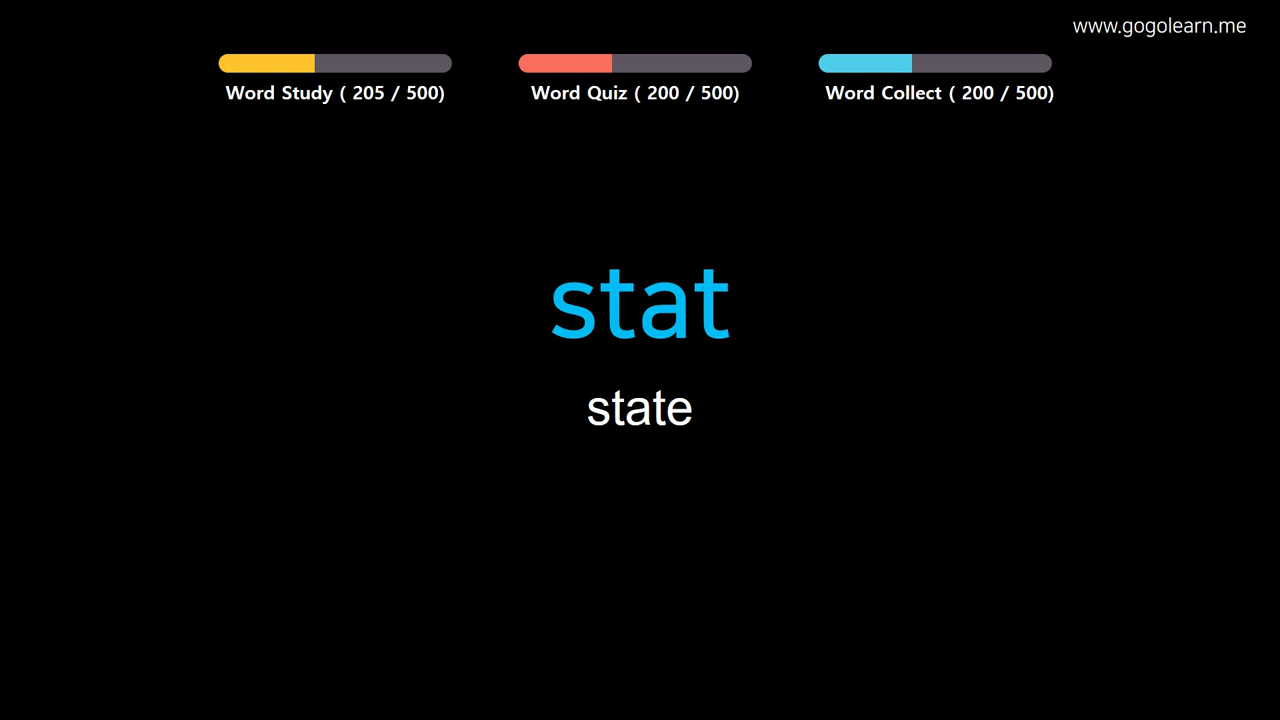 www.gogolearn.me
Word Study ( 205 / 500)
Word Quiz ( 200 / 500)
Word Collect ( 200 / 500)
stat
state